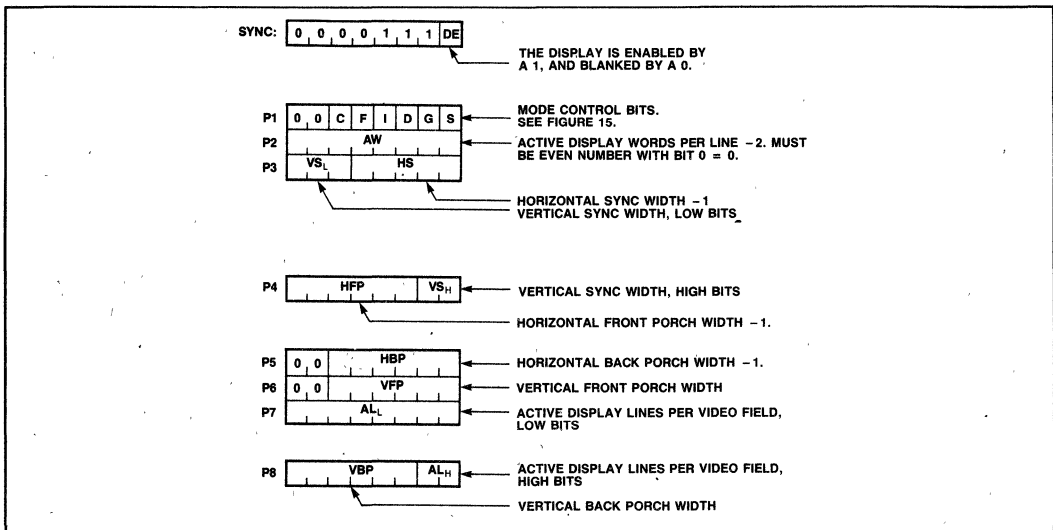 SYNC: 0 0 0 0 1 1 1 DE
THE DISPLAY IS ENABLED BY
A 1, AND BLANKED BY A 0.
P1 0 0 C F I D G S
MODE CONTROL BITS.
SEE FIGURE 15.
P2 AW
ACTIVE DISPLAY WORDS PER LINE −2. MUST
BE EVEN NUMBER WITH BIT 0 = 0.
P3 VSL HS
HORIZONTAL SYNC WIDTH −1
VERTICAL SYNC WIDTH, LOW BITS
P4 HFP VSH
VERTICAL SYNC WIDTH, HIGH BITS
HORIZONTAL FRONT PORCH WIDTH −1.
P5 0 0 HBP
HORIZONTAL BACK PORCH WIDTH −1.
P6 0 0 VFP
VERTICAL FRONT PORCH WIDTH
P7 ALL
ACTIVE DISPLAY LINES PER VIDEO FIELD,
LOW BITS
P8 VBP ALH
ACTIVE DISPLAY LINES PER VIDEO FIELD,
HIGH BITS
VERTICAL BACK PORCH WIDTH